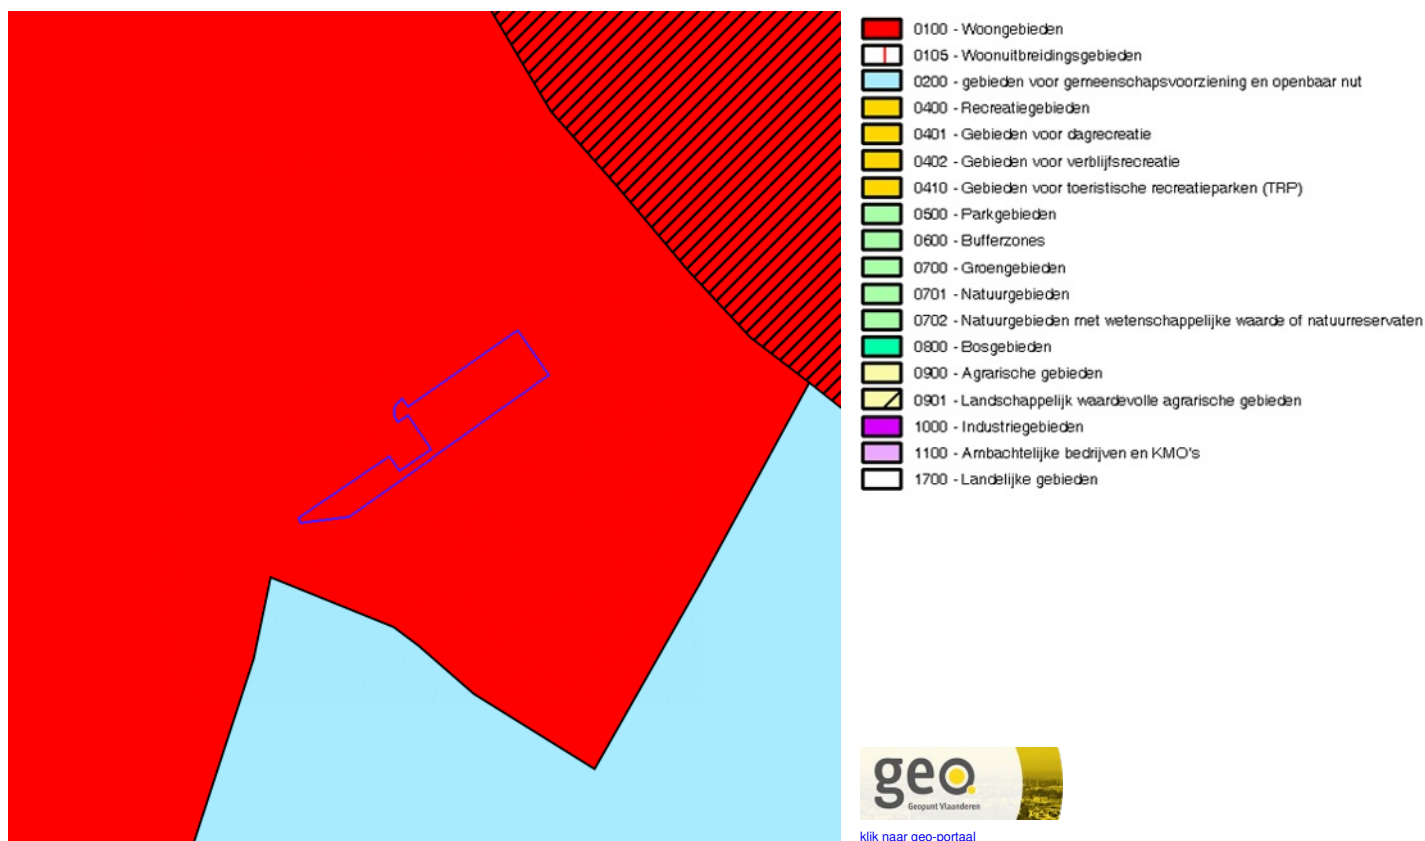 0100 - Woongebieden
0105 - Woonuitbreidingsgebieden
0200 - gebieden voor gemeenschapsvoorziening en openbaar nut
0400 - Recreatiegebieden
0401 - Gebieden voor dagrecreatie
0402 - Gebieden voor verblijfsrecreatie
0410 - Gebieden voor toeristische recreatieparken (TRP)
0500 - Parkgebieden
0600 - Bufferzones
0700 - Groengebieden
0701 - Natuurgebieden
0702 - Natuurgebieden met wetenschappelijke waarde of natuurreservaten
0800 - Bosgebieden
0900 - Agrarische gebieden
0901 - Landschappelijk waardevolle agrarische gebieden
1000 - Industriegebieden
1100 - Ambachtelijke bedrijven en KMO's
1700 - Landelijke gebieden
geo
Geopunt Vlaanderen
klik naar geo-portaal